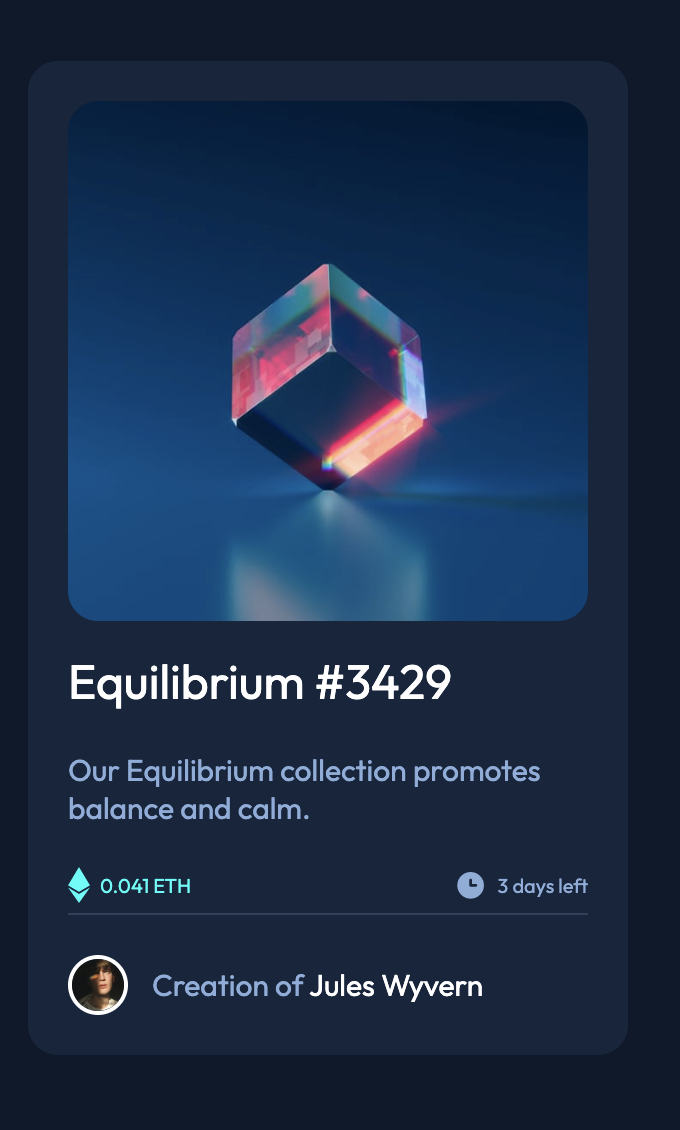 Equilibrium #3429
Our Equilibrium collection promotes
balance and calm.
0.041 ETH
3 days left
Creation of Jules Wyvern